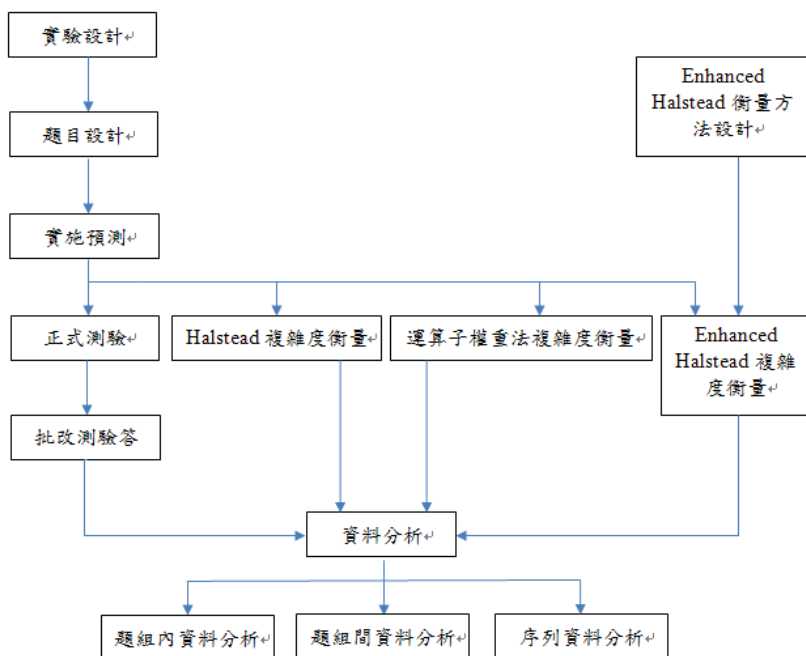 實驗設計
Enhanced
Halstead 衡量方
法設計
題目設計
實施預測
正式測驗
Halstead 複雜度衡量
運算子權重法複雜度衡量
Enhanced
Halstead 複雜
度衡量
批改測驗答
資料分析
題組內資料分析
題組間資料分析
序列資料分析